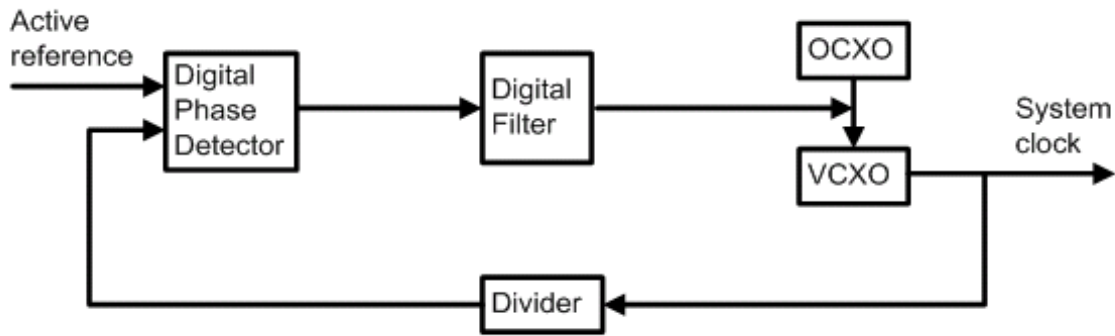 Active
reference
Digital
Phase
Detector
Digital
Filter
OCXO
VCXO
System
clock
Divider